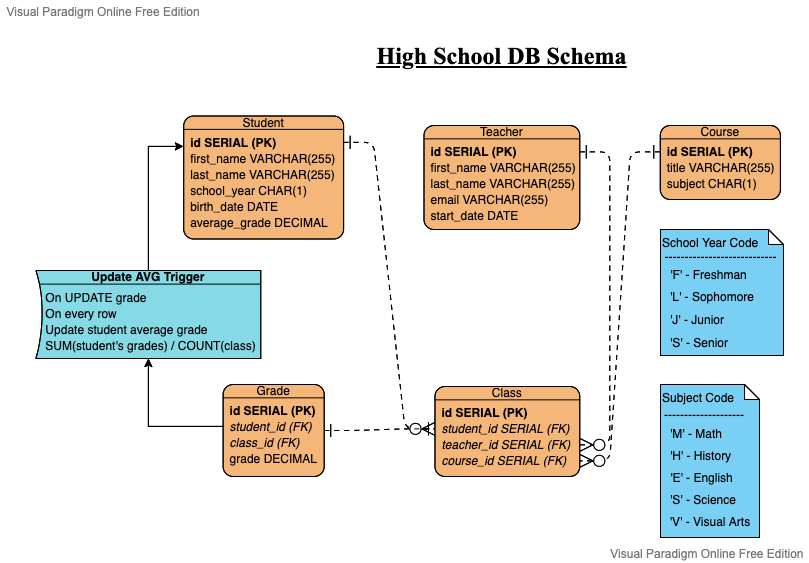 Visual Paradigm Online Free Edition
High School DB Schema
Student
id SERIAL (PK)
first_name VARCHAR(255)
last_name VARCHAR(255)
school_year CHAR(1)
birth_date DATE
average_grade DECIMAL
Teacher
id SERIAL (PK)
first_name VARCHAR(255)
last_name VARCHAR(255)
email VARCHAR(255)
start_date DATE
Course
id SERIAL (PK)
title VARCHAR(255)
subject CHAR(1)
School Year Code
----------------------------
'F' - Freshman
'L' - Sophomore
'J' - Junior
'S' - Senior
Update AVG Trigger
On UPDATE grade
On every row
Update student average grade
SUM(student's grades) / COUNT(class)
Grade
id SERIAL (PK)
student_id (FK)
class_id (FK)
grade DECIMAL
Class
id SERIAL (PK)
student_id SERIAL (FK)
teacher_id SERIAL (FK)
course_id SERIAL (FK)
Subject Code
--------------------
'M' - Math
'H' - History
'E' - English
'S' - Science
'V' - Visual Arts
Visual Paradigm Online Free Edition